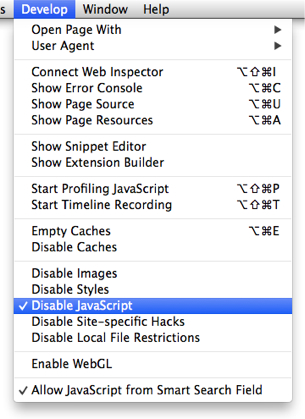 s Develop Window Help
Open Page With ▶
User Agent ▶
Connect Web Inspector ⌥⇧⌘I
Show Error Console ⌥⌘C
Show Page Source ⌥⌘U
Show Page Resources ⌥⌘A
Show Snippet Editor
Show Extension Builder
Start Profiling JavaScript ⌥⇧⌘P
Start Timeline Recording ⌥⇧⌘T
Empty Caches ⌥⌘E
Disable Caches
Disable Images
Disable Styles
✓ Disable JavaScript
Disable Site-specific Hacks
Disable Local File Restrictions
Enable WebGL
✓ Allow JavaScript from Smart Search Field